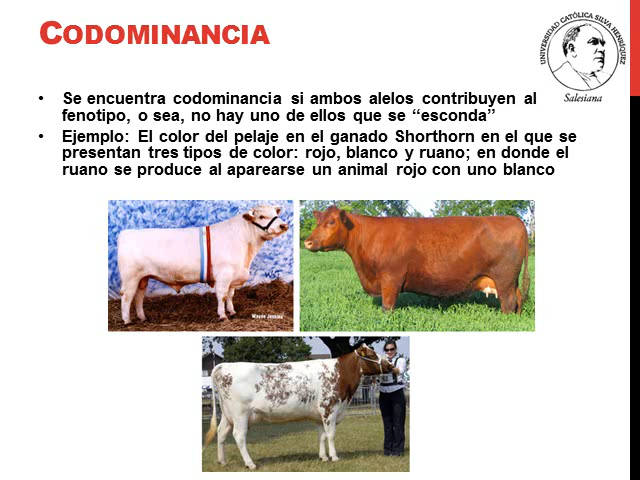 CODOMINANCIA
UNIVERSIDAD CATÓLICA SILVA HENRÍQUEZ
Salesiana
• Se encuentra codominancia si ambos alelos contribuyen al
fenotipo, o sea, no hay uno de ellos que se “esconda”
• Ejemplo: El color del pelaje en el ganado Shorthorn en el que se
presentan tres tipos de color: rojo, blanco y ruano; en donde el
ruano se produce al aparearse un animal rojo con uno blanco